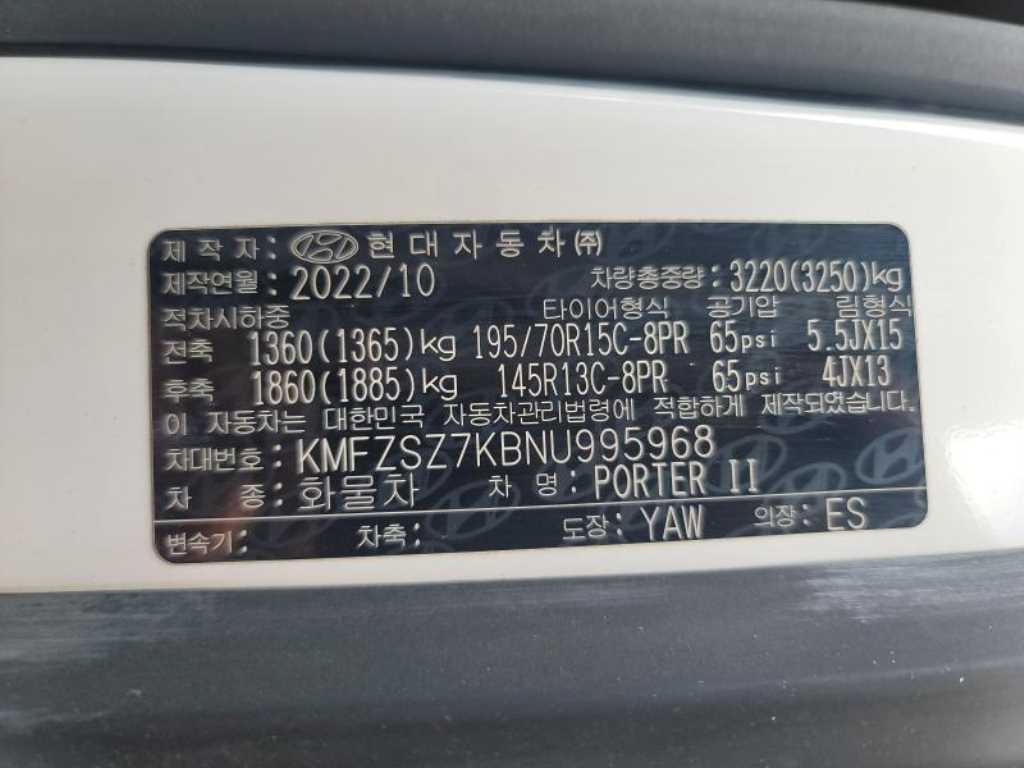 제작자: 현대자동차(주)
제작연월: 2022/10 차량총중량: 3220(3250)kg
적차시하중 타이어형식 공기압 림형식
전축 1360(1365)kg 195/70R15C-8PR 65psi 5.5JX15
후축 1860(1885)kg 145R13C-8PR 65psi 4JX13
이 자동차는 대한민국 자동차관리법령에 적합하게 제작되었습니다.
차대번호: KMFZSZ7KBNU995968
차 종: 화물차 차 명: PORTER II
변속기: 차축: 도장: YAW 의장: ES